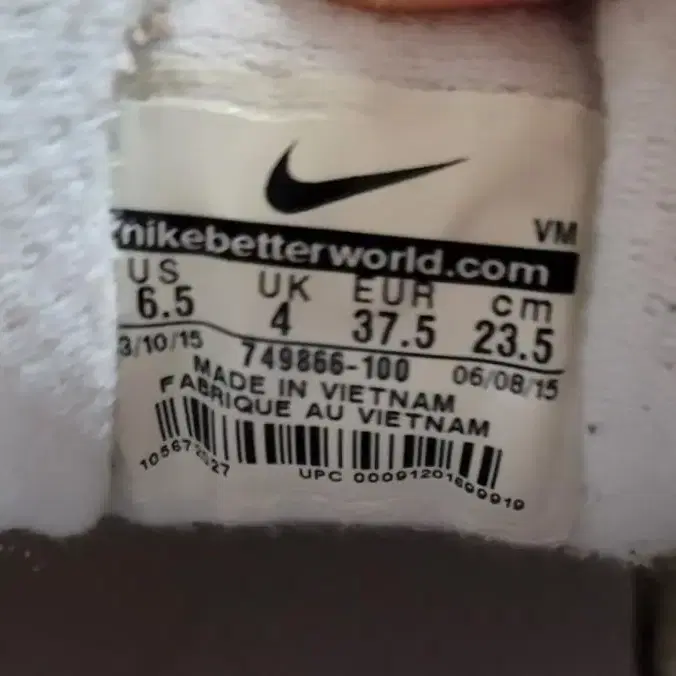 VM
nikebetterworld.com
US UK EUR cm
6.5 4 37.5 23.5
3/10/15 749866-100 06/08/15
MADE IN VIETNAM
FABRIQUE AU VIETNAM
UPC